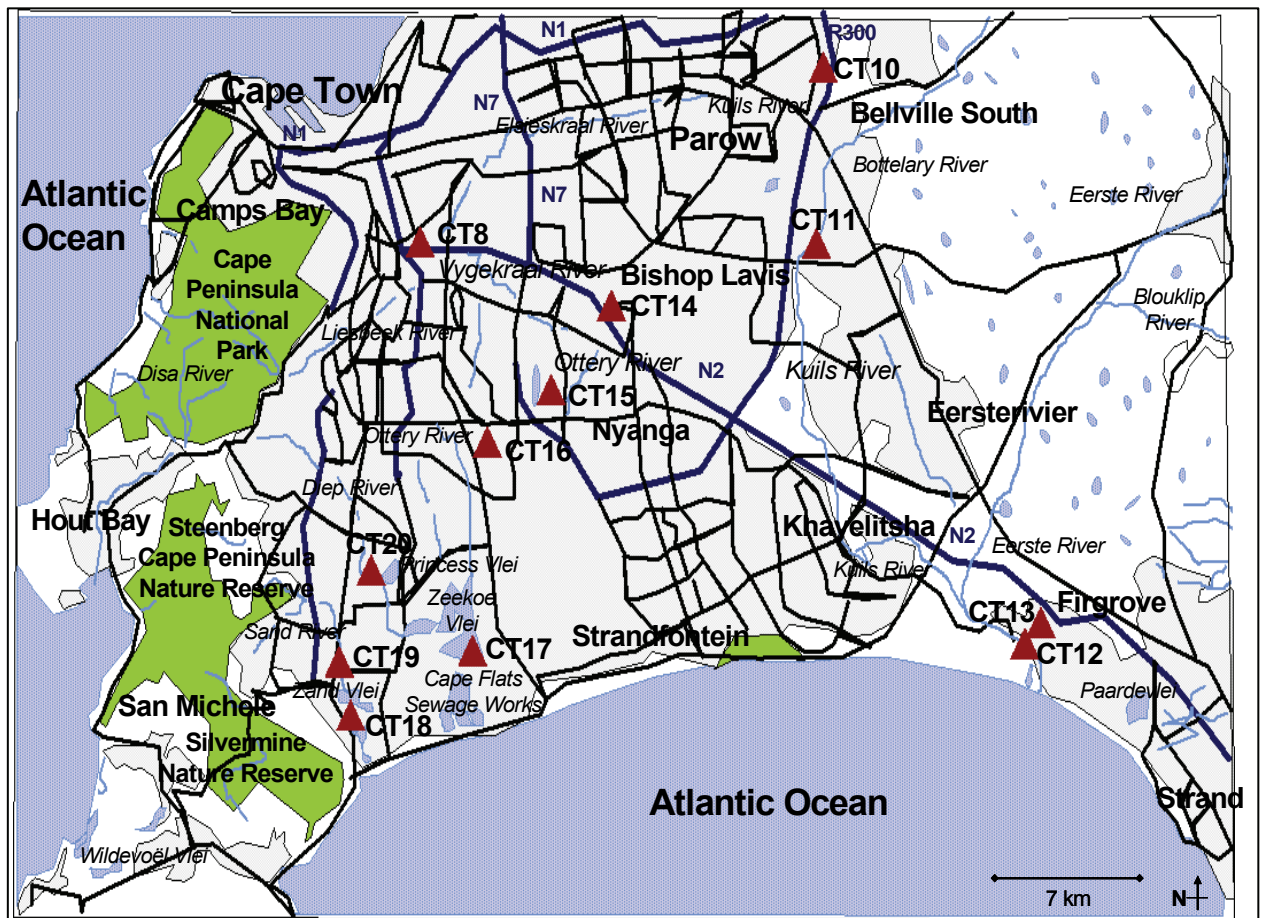 N1
R300
CT10
Cape Town
N7
Kuils River
Bellville South
Elsieskraal River
N1
Parow
Bottelary River
Atlantic
Ocean
N7
Eerste River
Camps Bay
CT11
CT8
Cape
Peninsula
National
Park
Vygekraal River
Bishop Lavis
Blouklip
River
CT14
Liesbeek River
Ottery River
N2
Kuils River
Disa River
CT15
Eersterivier
Nyanga
Ottery River
CT16
Diep River
Hout Bay
Steenberg
Cape Peninsula
Nature Reserve
Khayelitsha
N2
Eerste River
CT20
Princess Vlei
Kuils River
Zeekoe
Vlei
CT13
Firgrove
Sand River
Strandfontein
CT17
CT12
CT19
Cape Flats
Sewage Works
Zand Vlei
Paardevlei
San Michele
CT18
Silvermine
Nature Reserve
Atlantic Ocean
Strand
Wildevoël Vlei
7 km
N